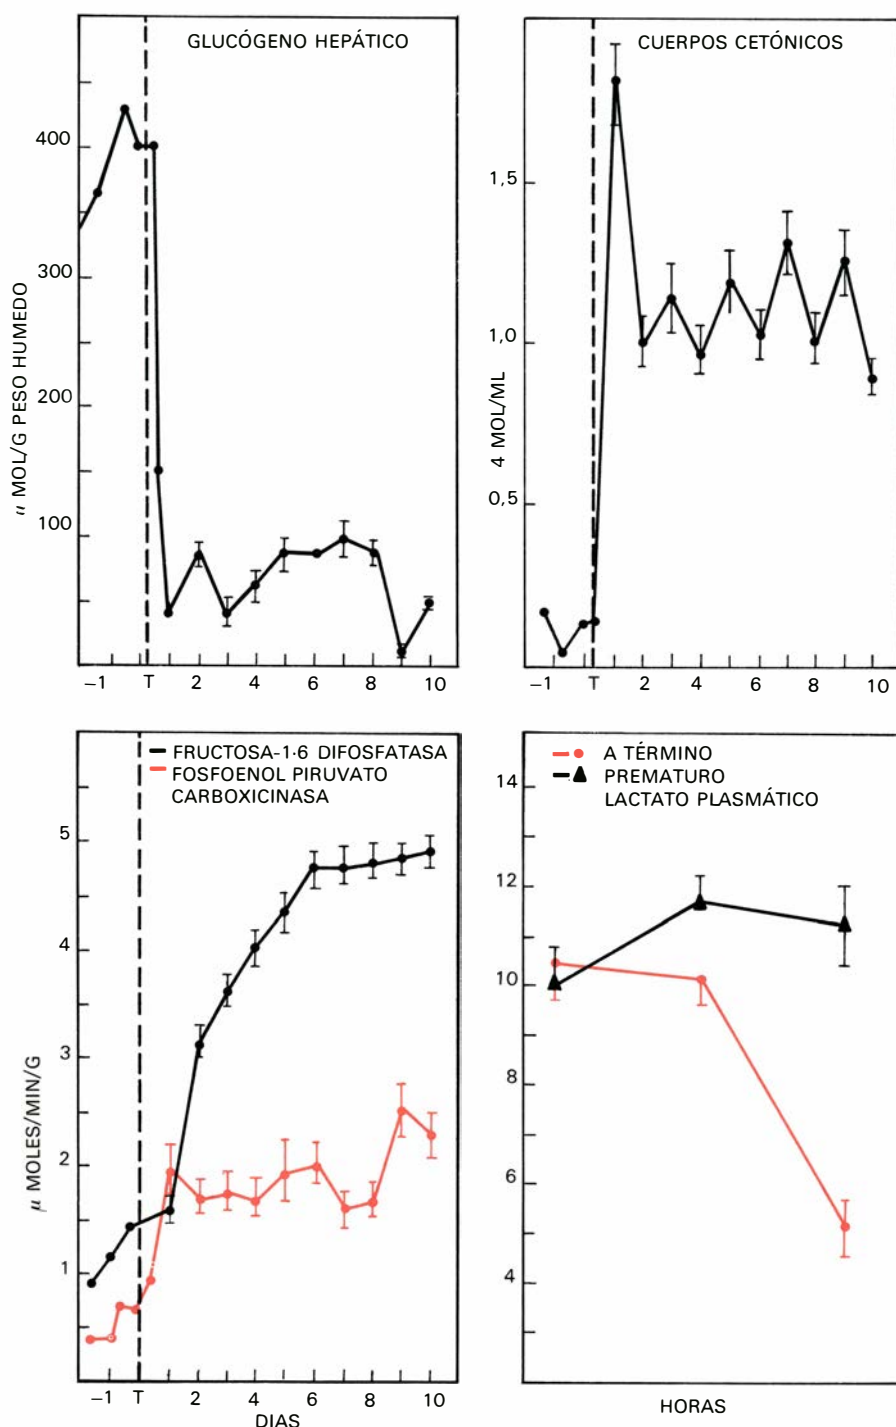 GLUCÓGENO HEPÁTICO
400
300
200
100
u MOL/G PESO HUMEDO
−1 T 2 4 6 8 10
CUERPOS CETÓNICOS
1,5
1.0
0,5
4 MOL/ML
−1 T 2 4 6 8 10
FRUCTOSA-1·6 DIFOSFATASA
FOSFOENOL PIRUVATO
CARBOXICINASA
5
4
3
2
1
μ MOLES/MIN/G
−1 T 2 4 6 8 10
DIAS
A TÉRMINO
PREMATURO
LACTATO PLASMÁTICO
14
12
10
8
6
4
HORAS